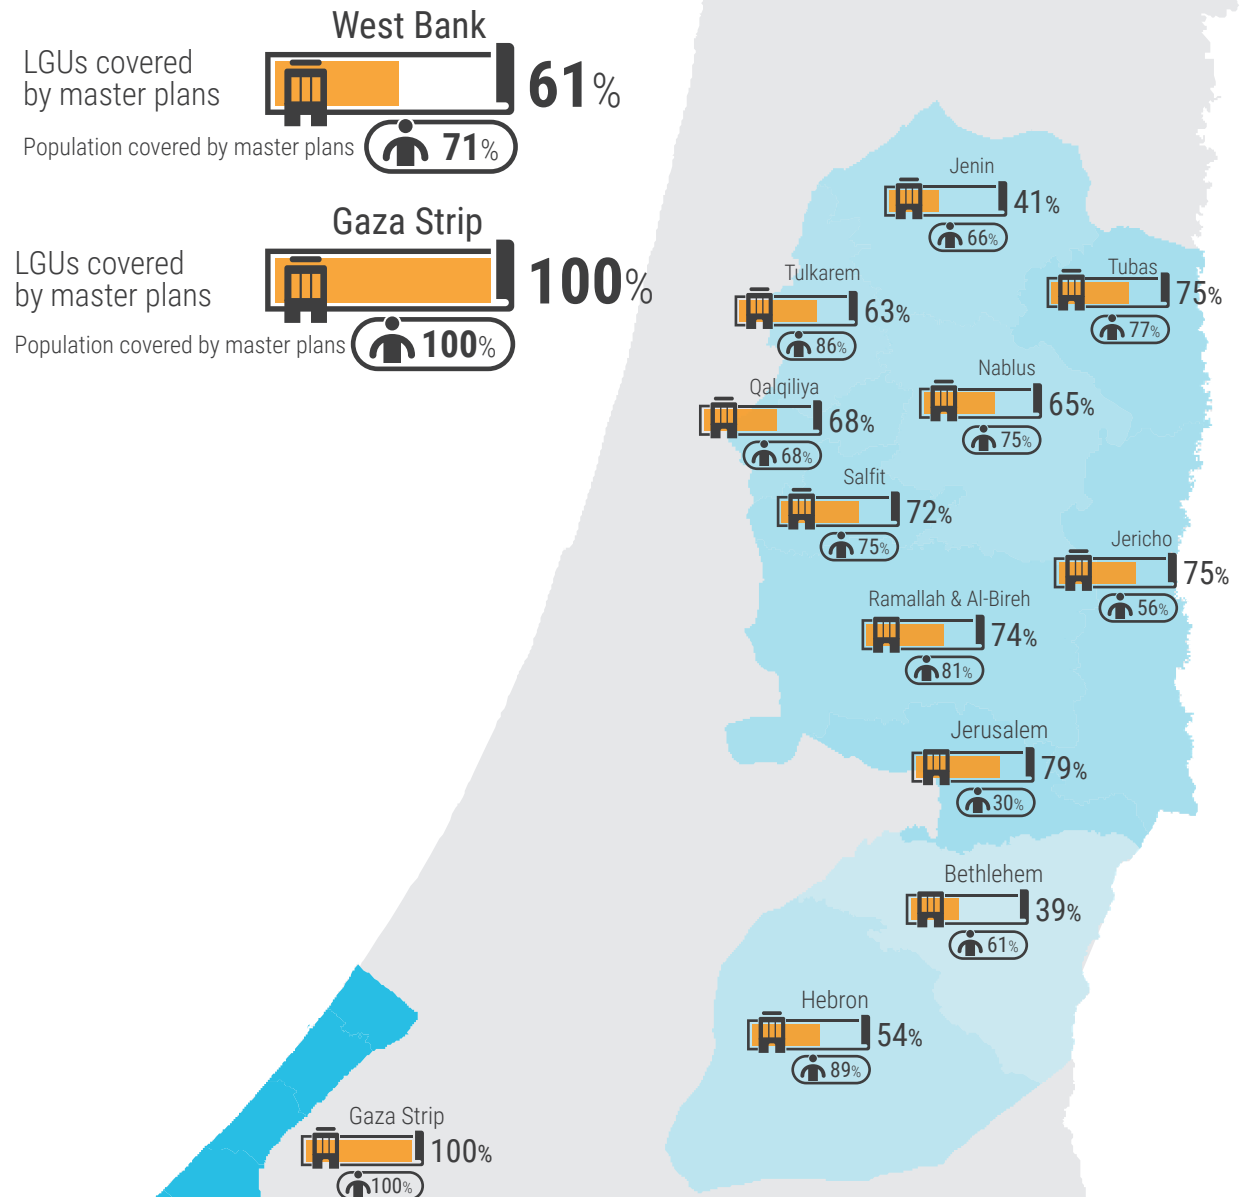 West Bank
LGUs covered
by master plans
61%
Population covered by master plans
71%
Gaza Strip
LGUs covered
by master plans
100%
Population covered by master plans
100%
Jenin
41%
66%
Tulkarem
63%
86%
Tubas
75%
77%
Nablus
65%
75%
Qalqiliya
68%
68%
Salfit
72%
75%
Jericho
75%
56%
Ramallah & Al-Bireh
74%
81%
Jerusalem
79%
30%
Bethlehem
39%
61%
Hebron
54%
89%
Gaza Strip
100%
100%